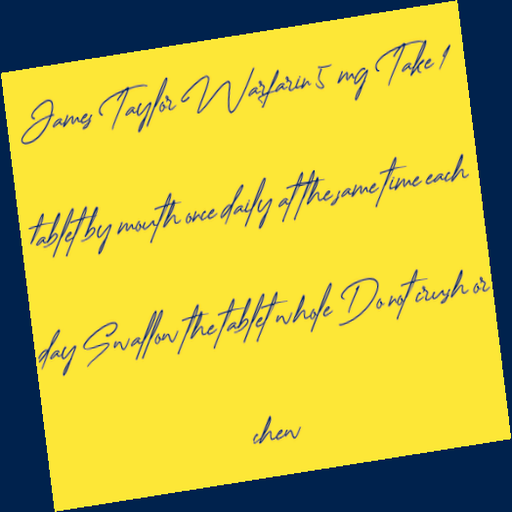 James Taylor Warfarin 5 mg Take 1
tablet by mouth once daily at the same time each
day Swallow the tablet whole Do not crush or
chew